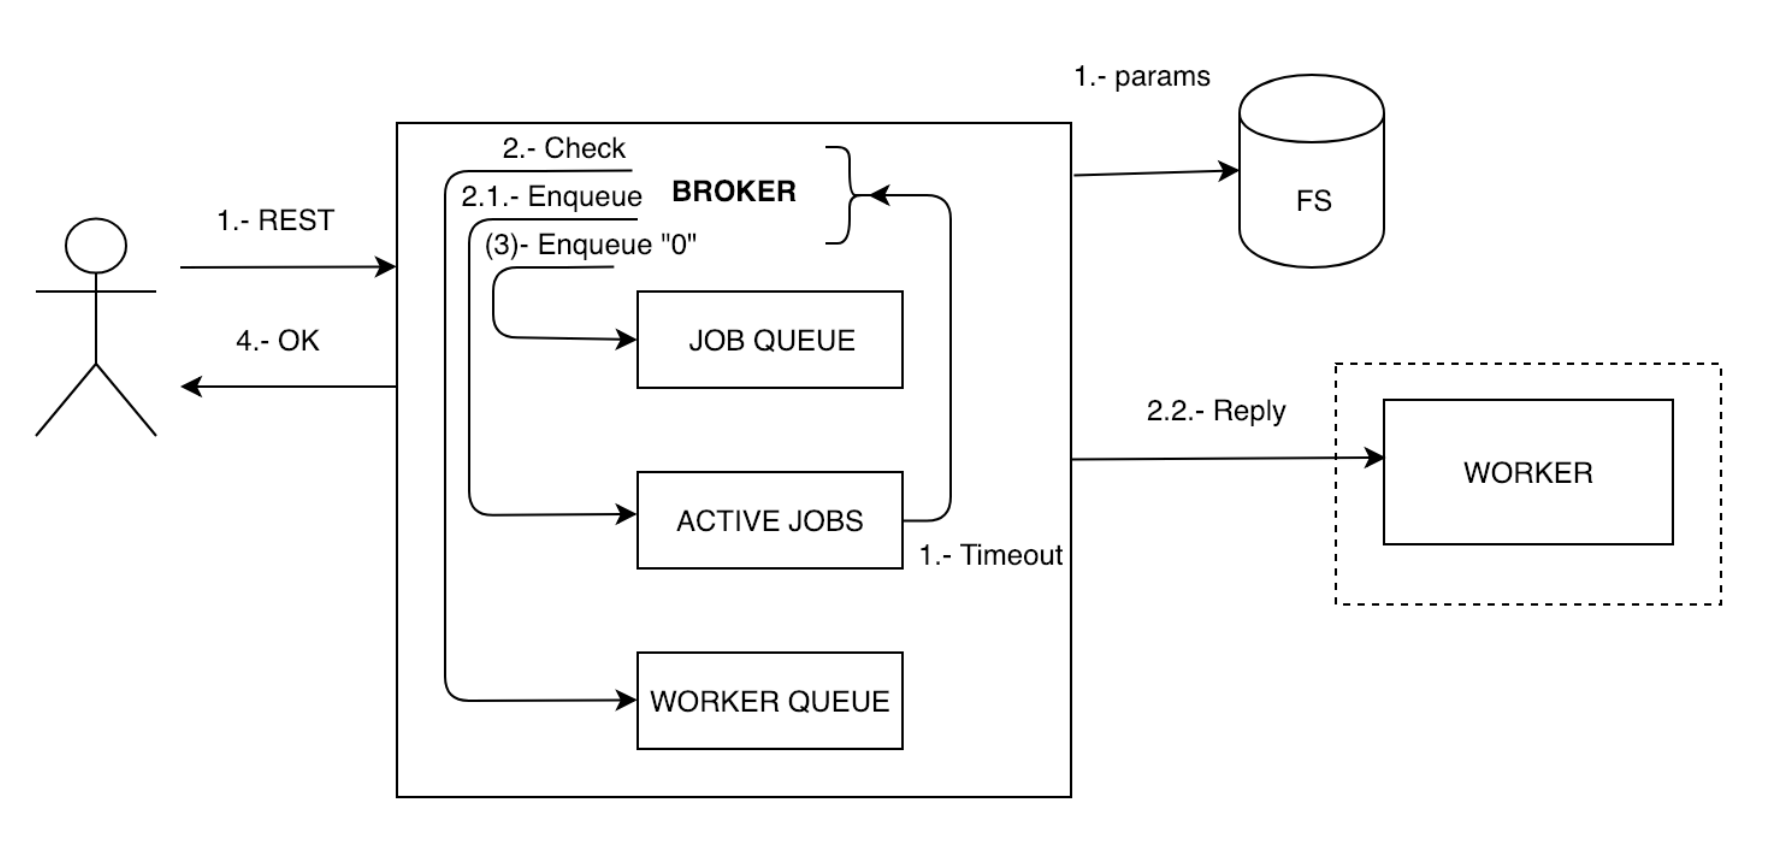 1.- params
2.- Check
2.1.- Enqueue
BROKER
FS
1.- REST
(3)- Enqueue "0"
4.- OK
JOB QUEUE
2.2.- Reply
WORKER
ACTIVE JOBS
1.- Timeout
WORKER QUEUE